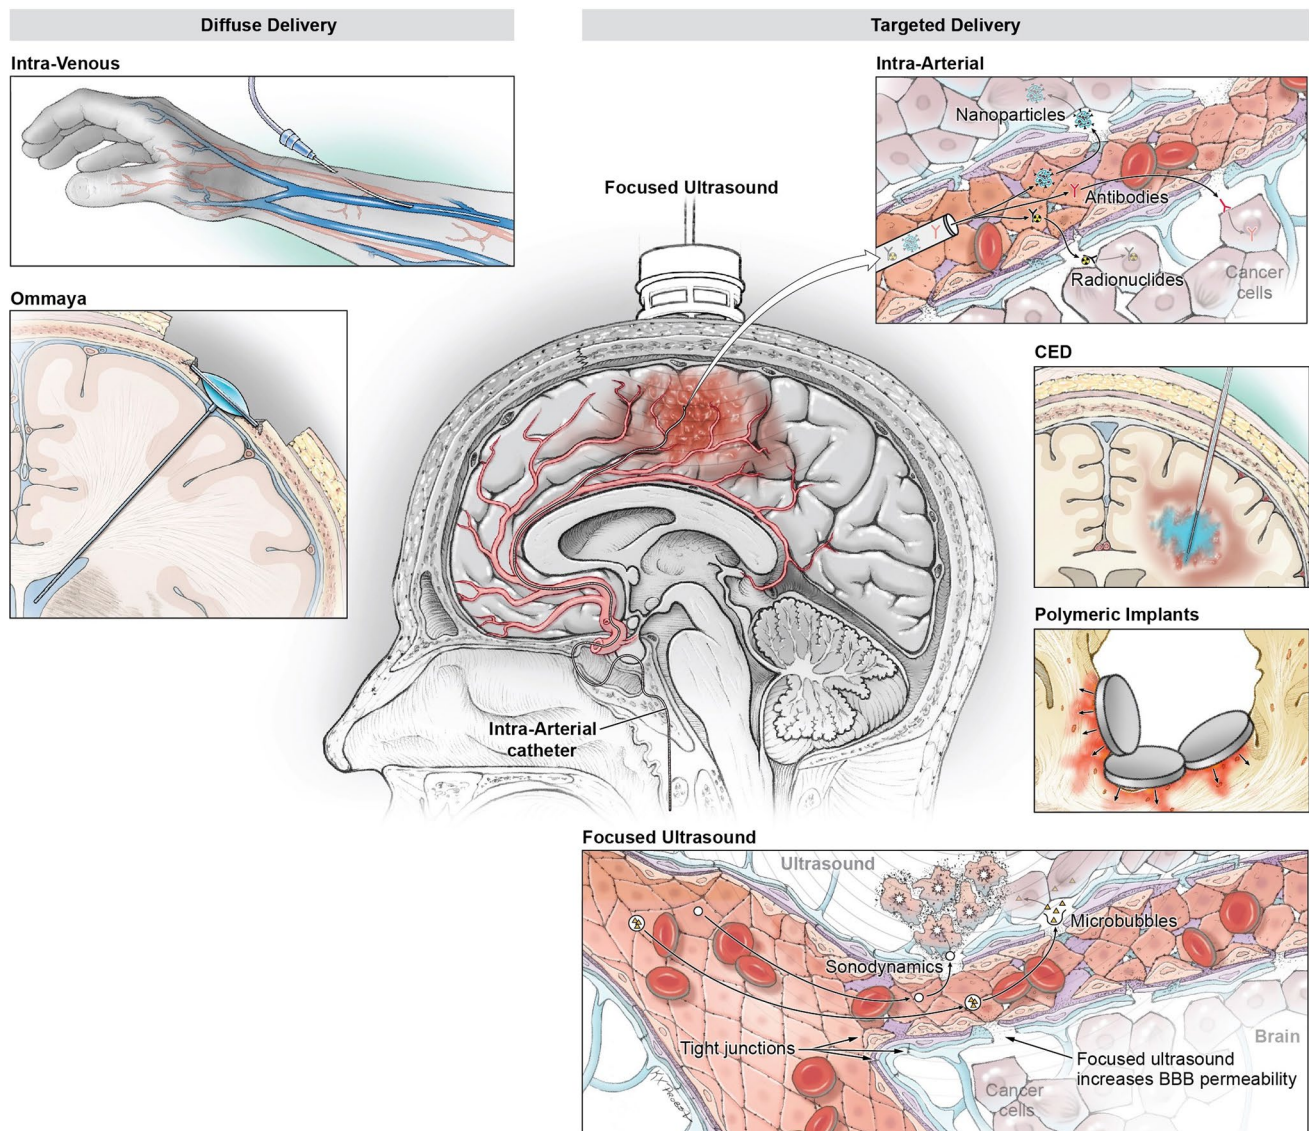 Diffuse Delivery
Targeted Delivery
Intra-Venous
Intra-Arterial
Nanoparticles
Antibodies
Radionuclides
Cancer
cells
Focused Ultrasound
Ommaya
CED
Polymeric Implants
Intra-Arterial
catheter
Focused Ultrasound
Ultrasound
Microbubbles
Sonodynamics
Tight junctions
Brain
Focused ultrasound
increases BBB permeability
Cancer
cells